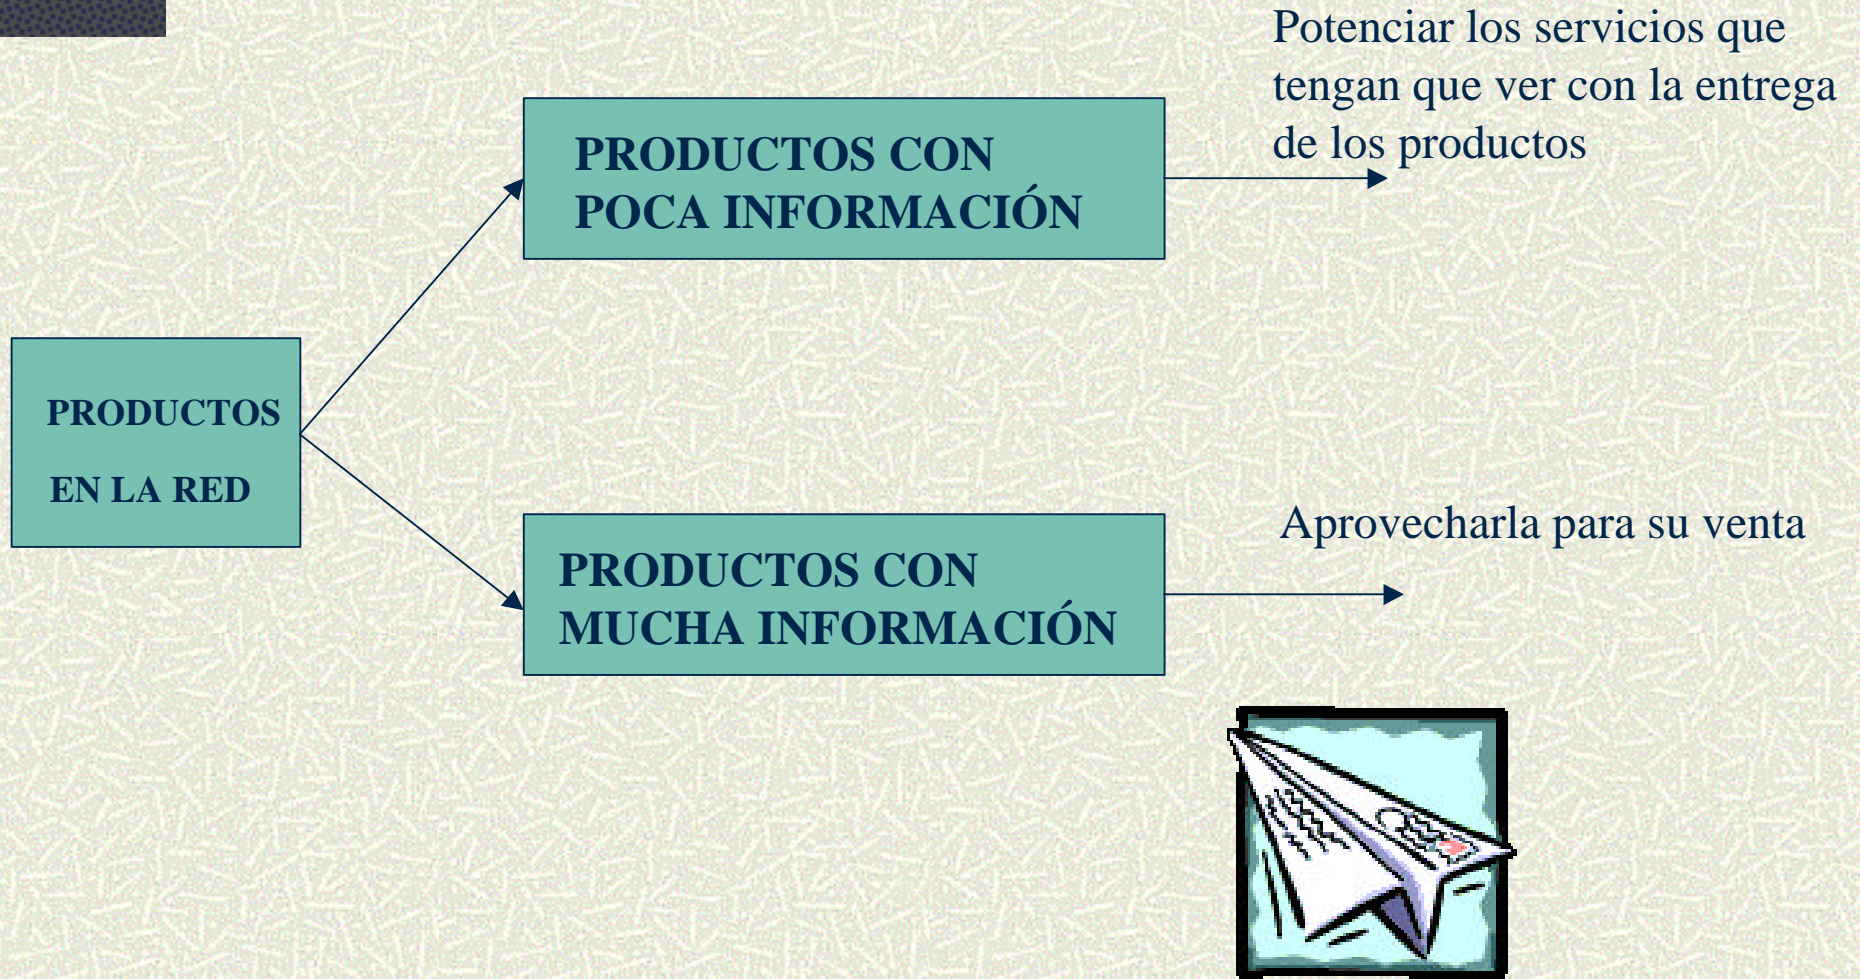 Potenciar los servicios que
tengan que ver con la entrega
de los productos
PRODUCTOS CON
POCA INFORMACIÓN
PRODUCTOS
EN LA RED
Aprovecharla para su venta
PRODUCTOS CON
MUCHA INFORMACIÓN